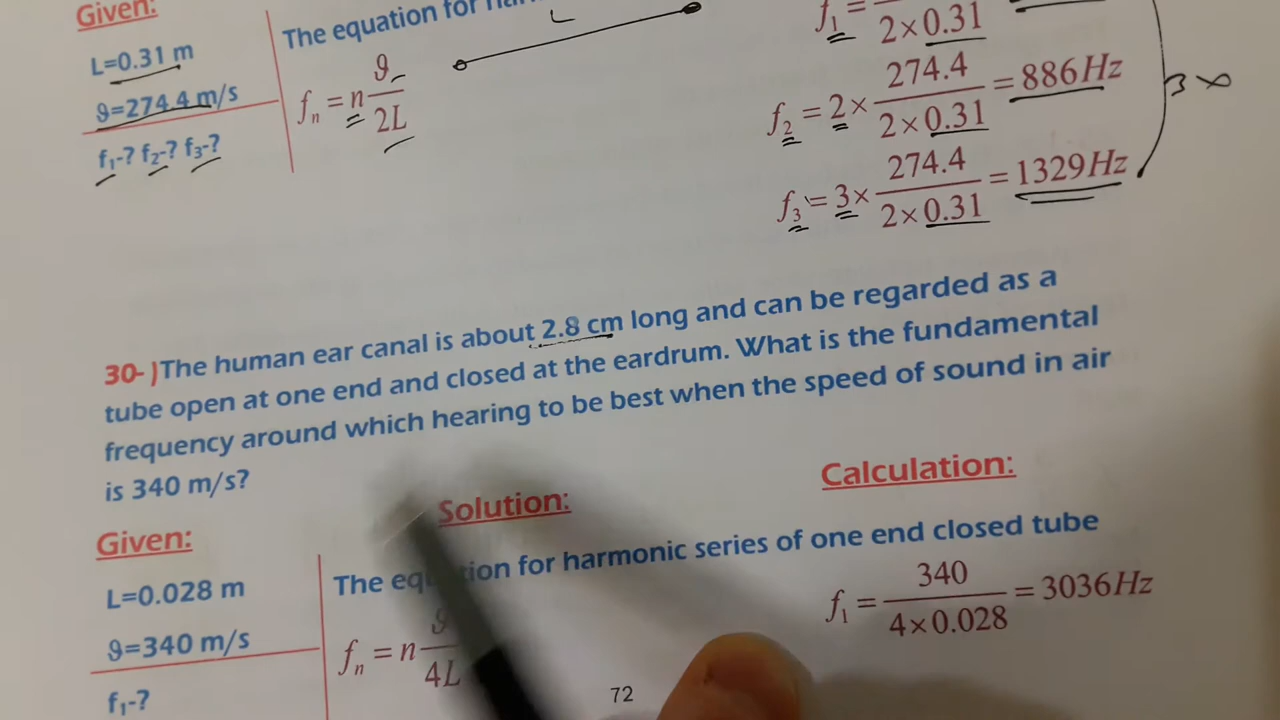 Given:
L=0.31 m
ϑ=274.4 m/s
f₁-? f₂-? f₃-?
The equation for
fₙ = n ϑ/2L
L
f₁ = 2×0.31
f₂ = 2× 274.4/2×0.31 = 886Hz
f₃ = 3× 274.4/2×0.31 = 1329Hz
30-)The human ear canal is about 2.8 cm long and can be regarded as a
tube open at one end and closed at the eardrum. What is the fundamental
frequency around which hearing to be best when the speed of sound in air
is 340 m/s?
Given:
L=0.028 m
ϑ=340 m/s
f₁-?
Solution:
The equation for harmonic series of one end closed tube
fₙ = n ϑ/4L
Calculation:
f₁ = 340/4×0.028 = 3036Hz
72